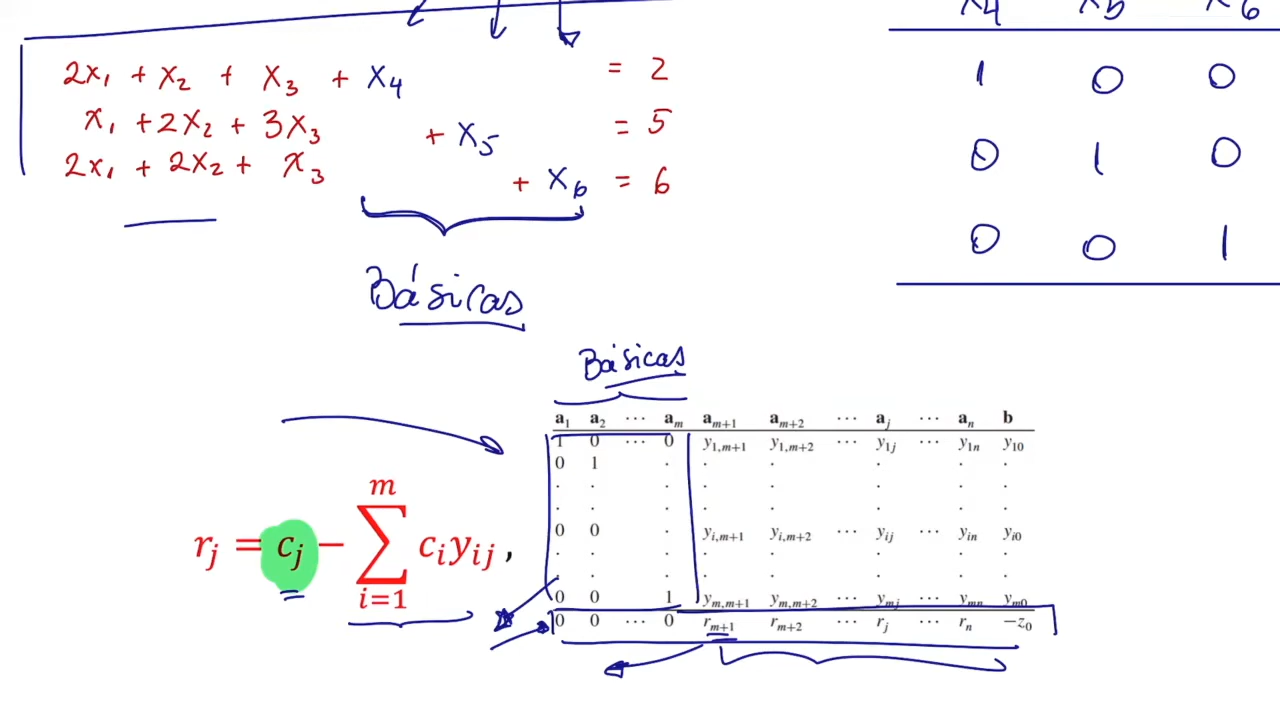 x4 x5 x6
2x1 + x2 + x3 + x4 = 2
x1 + 2x2 + 3x3 + x5 = 5
2x1 + 2x2 + x3 + x6 = 6
1 0 0
0 1 0
0 0 1
Básicas
Básicas
a1 a2 ⋯ am am+1 am+2 ⋯ aj ⋯ an b
1 0 ⋯ 0 y1,m+1 y1,m+2 ⋯ y1j ⋯ y1n y10
0 1 · · · · · ·
· · · · · · · ·
· · · · · · · ·
0 0 · yi,m+1 yi,m+2 ⋯ yij ⋯ yin yi0
· · · · · · · ·
· · · · · · · ·
0 0 1 ym,m+1 ym,m+2 ⋯ ymj ⋯ ymn ym0
0 0 ⋯ 0 rm+1 rm+2 ⋯ rj ⋯ rn −z0
rj = cj − ∑_{i=1}^{m} ci yij ,